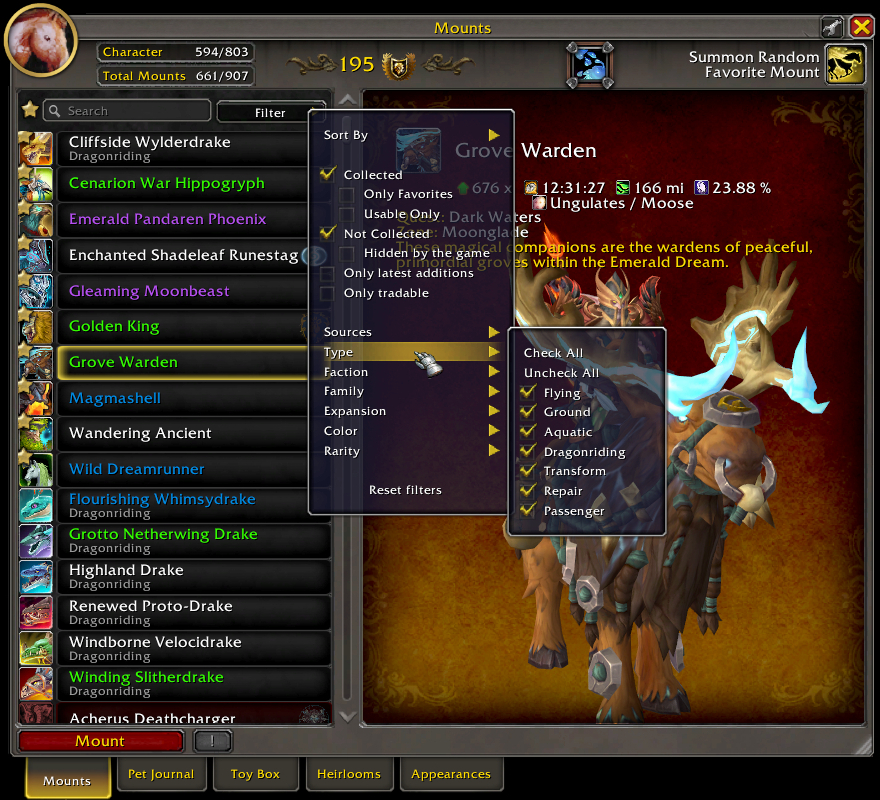 Mounts
Character 594/803
Total Mounts 661/907
195
Summon Random
Favorite Mount
Search
Filter
Cliffside Wylderdrake
Dragonriding
Cenarion War Hippogryph
Emerald Pandaren Phoenix
Enchanted Shadeleaf Runestag
Gleaming Moonbeast
Golden King
Grove Warden
Magmashell
Wandering Ancient
Wild Dreamrunner
Flourishing Whimsydrake
Dragonriding
Grotto Netherwing Drake
Dragonriding
Highland Drake
Dragonriding
Renewed Proto-Drake
Dragonriding
Windborne Velocidrake
Dragonriding
Winding Slitherdrake
Dragonriding
Acherus Deathcharger
Sort By
Collected
Only Favorites
Usable Only
Not Collected
Hidden by the game
Only latest additions
Only tradable
Sources
Type
Faction
Family
Expansion
Color
Rarity
Reset filters
Check All
Uncheck All
Flying
Ground
Aquatic
Dragonriding
Transform
Repair
Passenger
Grove Warden
676 x 12:31:27 166 mi 23.88 %
Ungulates / Moose
Quest: Dark Waters
Zone: Moonglade
These magical companions are the wardens of peaceful,
primordial groves within the Emerald Dream.
Mount
!
Mounts
Pet Journal
Toy Box
Heirlooms
Appearances